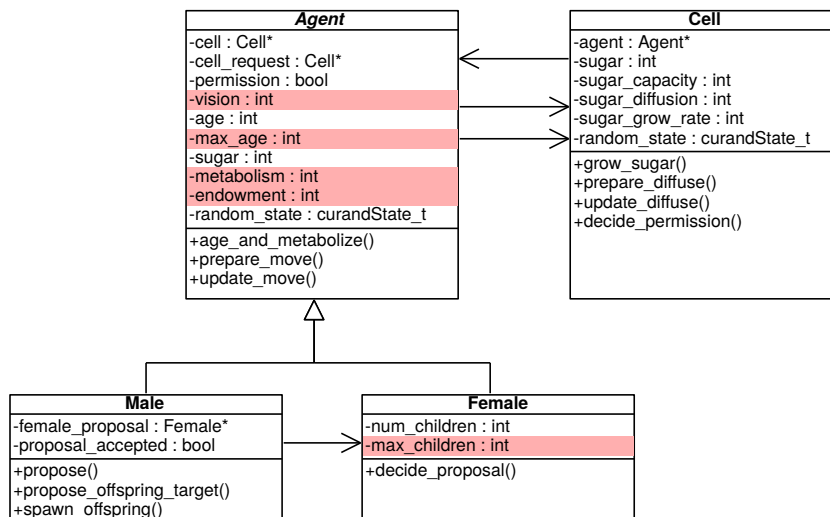 Agent
-cell : Cell*
-cell_request : Cell*
-permission : bool
-vision : int
-age : int
-max_age : int
-sugar : int
-metabolism : int
-endowment : int
-random_state : curandState_t
+age_and_metabolize()
+prepare_move()
+update_move()
Cell
-agent : Agent*
-sugar : int
-sugar_capacity : int
-sugar_diffusion : int
-sugar_grow_rate : int
-random_state : curandState_t
+grow_sugar()
+prepare_diffuse()
+update_diffuse()
+decide_permission()
Male
-female_proposal : Female*
-proposal_accepted : bool
+propose()
+propose_offspring_target()
+spawn_offspring()
Female
-num_children : int
-max_children : int
+decide_proposal()